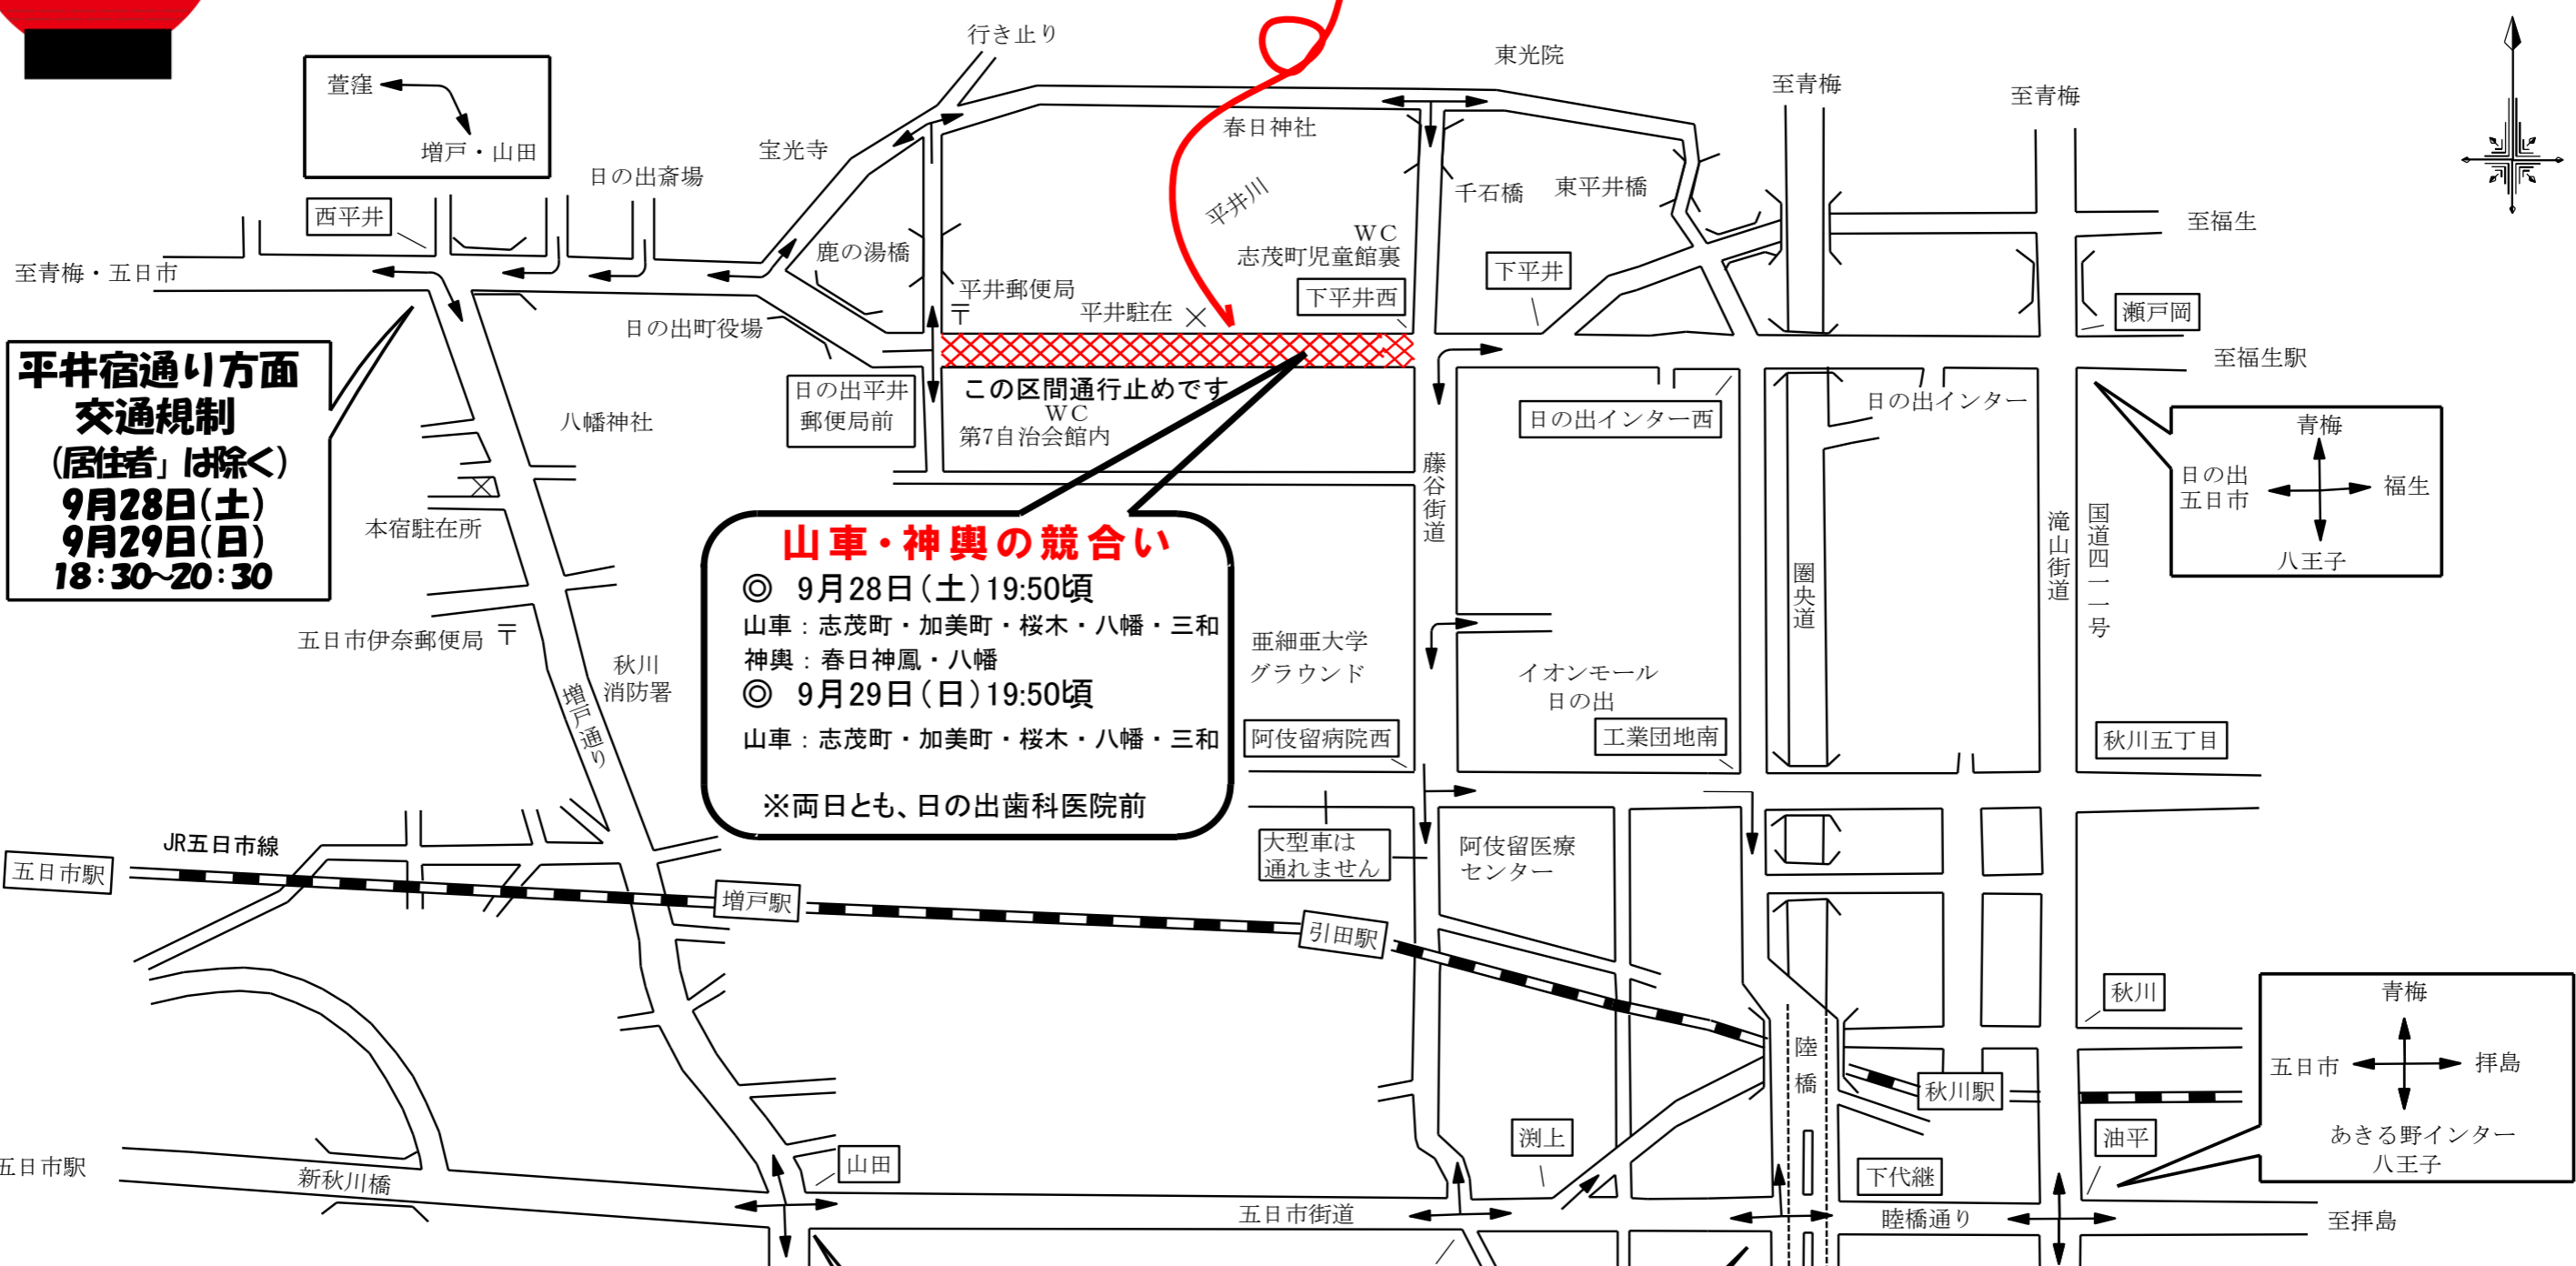 行き止り
東光院
至青梅
至青梅
萱窪
増戸・山田
宝光寺
春日神社
日の出斎場
西平井
平井川
千石橋
東平井橋
至福生
至青梅・五日市
鹿の湯橋
WC
志茂町児童館裏
下平井
平井郵便局
〒
平井駐在
下平井西
瀬戸岡
日の出町役場
至福生駅
平井宿通り方面
交通規制
(居住者」は除く)
9月28日(土)
9月29日(日)
18:30~20:30
日の出平井
郵便局前
この区間通行止めです
WC
第7自治会館内
八幡神社
日の出インター西
日の出インター
青梅
日の出
五日市
福生
八王子
藤谷街道
圏央道
滝山街道
国道四一一号
本宿駐在所
山車・神輿の競合い
◎ 9月28日(土)19:50頃
山車:志茂町・加美町・桜木・八幡・三和
神輿:春日神鳳・八幡
◎ 9月29日(日)19:50頃
山車:志茂町・加美町・桜木・八幡・三和
※両日とも、日の出歯科医院前
五日市伊奈郵便局 〒
秋川
消防署
増戸通り
亜細亜大学
グラウンド
イオンモール
日の出
阿伎留病院西
工業団地南
秋川五丁目
大型車は
通れません
阿伎留医療
センター
JR五日市線
五日市駅
増戸駅
引田駅
秋川
青梅
五日市
拝島
あきる野インター
八王子
陸橋
秋川駅
渕上
油平
五日市駅
新秋川橋
山田
下代継
五日市街道
睦橋通り
至拝島